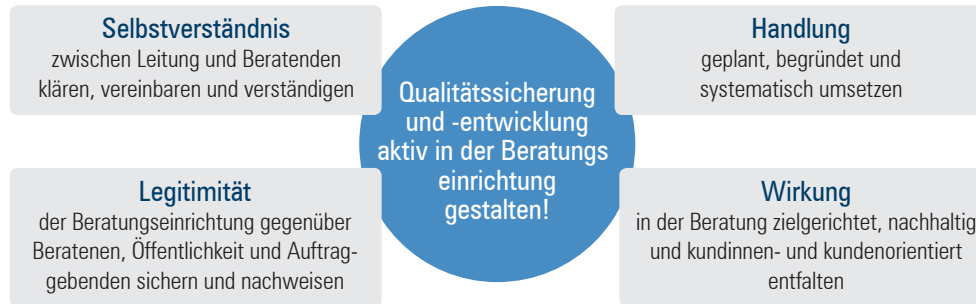 Selbstverständnis
zwischen Leitung und Beratenden
klären, vereinbaren und verständigen
Handlung
geplant, begründet und
systematisch umsetzen
Qualitätssicherung
und -entwicklung
aktiv in der Beratungs
einrichtung
gestalten!
Legitimität
der Beratungseinrichtung gegenüber
Beratenen, Öffentlichkeit und Auftrag-
gebenden sichern und nachweisen
Wirkung
in der Beratung zielgerichtet, nachhaltig
und kundinnen- und kundenorientiert
entfalten